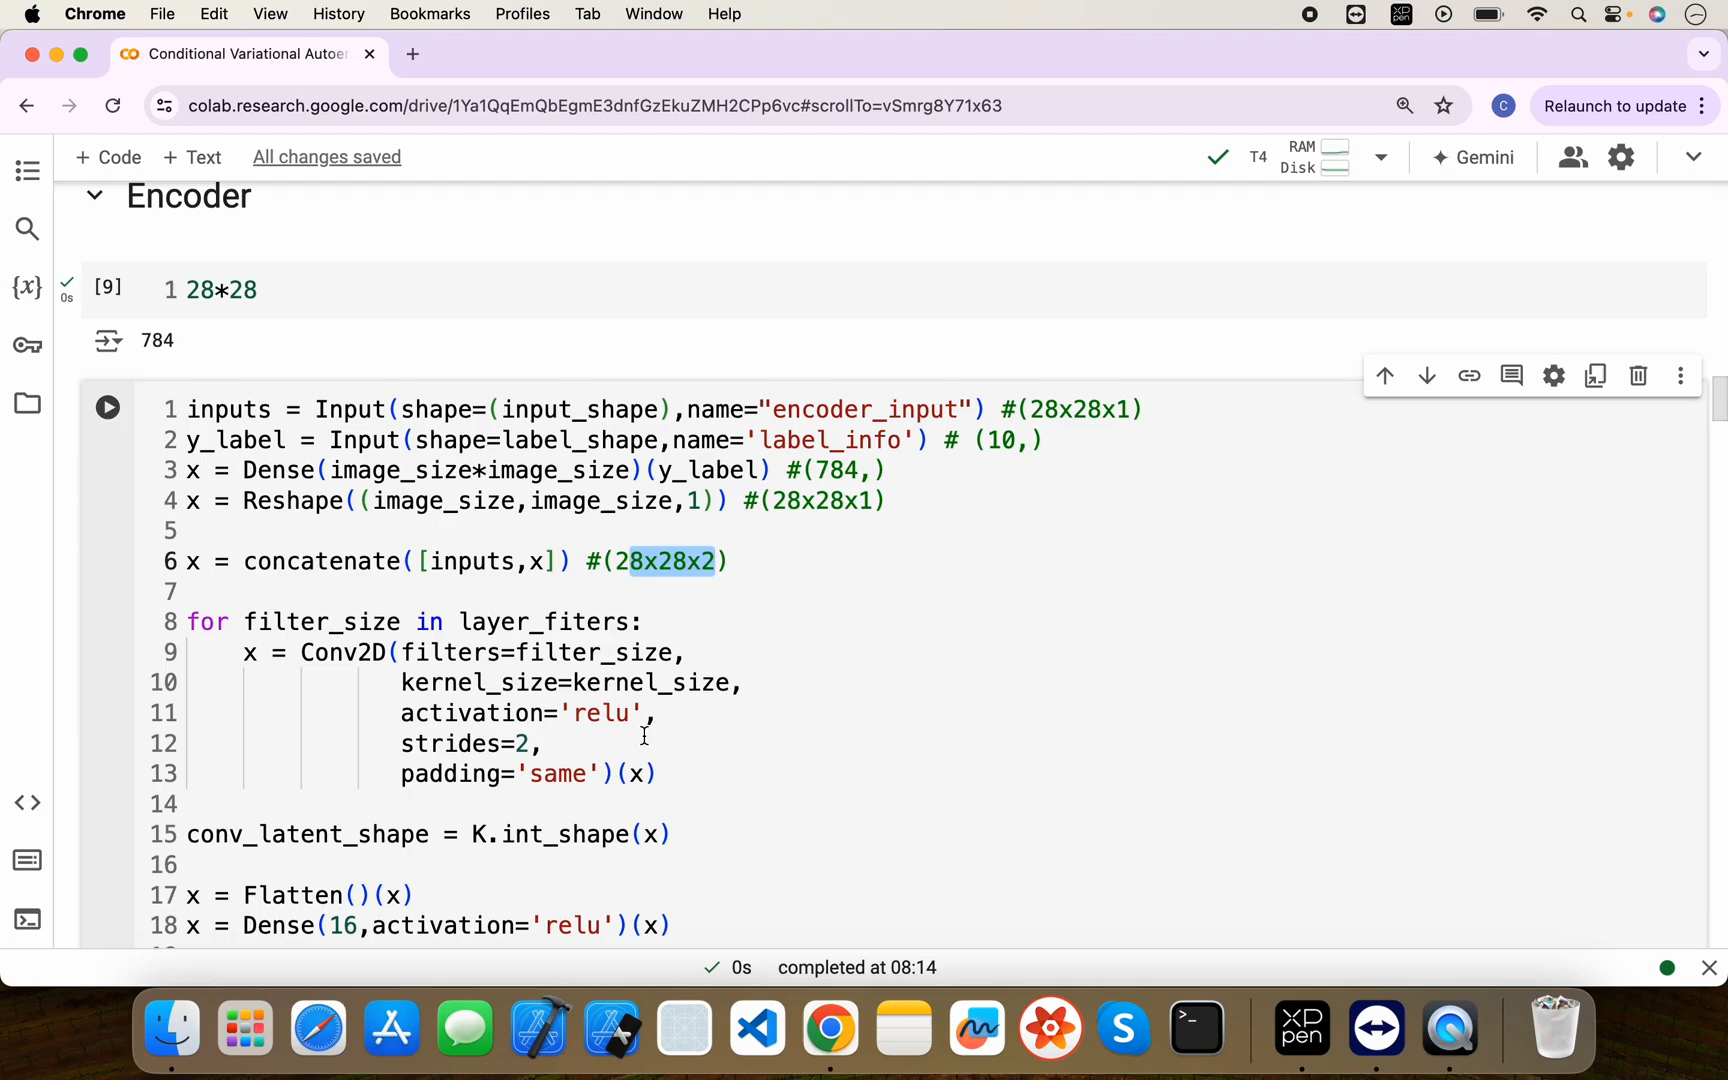 Chrome File Edit View History Bookmarks Profiles Tab Window Help
Conditional Variational Autoe
colab.research.google.com/drive/1Ya1QqEmQbEgmE3dnfGzEkuZMH2CPp6vc#scrollTo=vSmrg8Y71x63
C
Relaunch to update
+ Code + Text All changes saved
T4
RAM
Disk
Gemini
Encoder
0s
[9]
1 28*28
784
1 inputs = Input(shape=(input_shape),name="encoder_input") #(28x28x1)
2 y_label = Input(shape=label_shape,name='label_info') # (10,)
3 x = Dense(image_size*image_size)(y_label) #(784,)
4 x = Reshape((image_size,image_size,1)) #(28x28x1)
5
6 x = concatenate([inputs,x]) #(28x28x2)
7
8 for filter_size in layer_fiters:
9 x = Conv2D(filters=filter_size,
10 kernel_size=kernel_size,
11 activation='relu',
12 strides=2,
13 padding='same')(x)
14
15 conv_latent_shape = K.int_shape(x)
16
17 x = Flatten()(x)
18 x = Dense(16,activation='relu')(x)
0s completed at 08:14
XP
pen
S